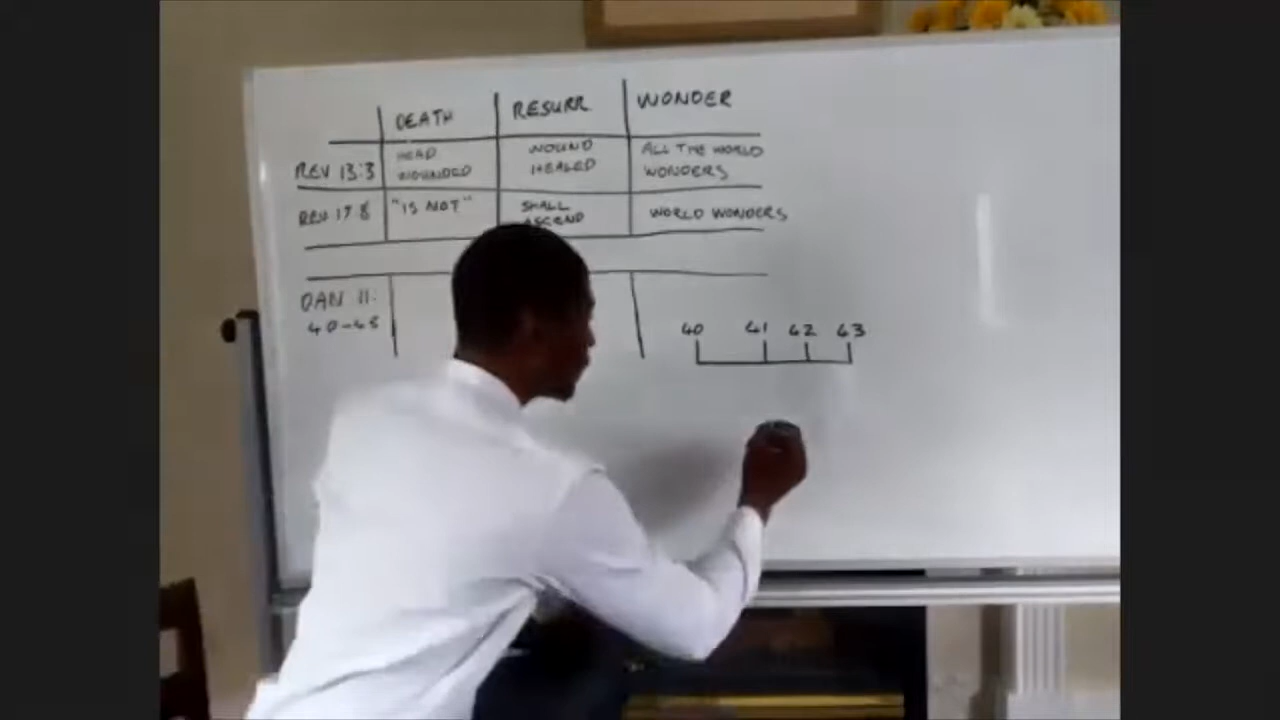 DEATH RESURR WONDER
REV 13:3 HEAD WOUNDED WOUND HEALED ALL THE WORLD WONDERS
REV 17:8 "IS NOT" SHALL ASCEND WORLD WONDERS
DAN 11:
40-43
40 41 42 43